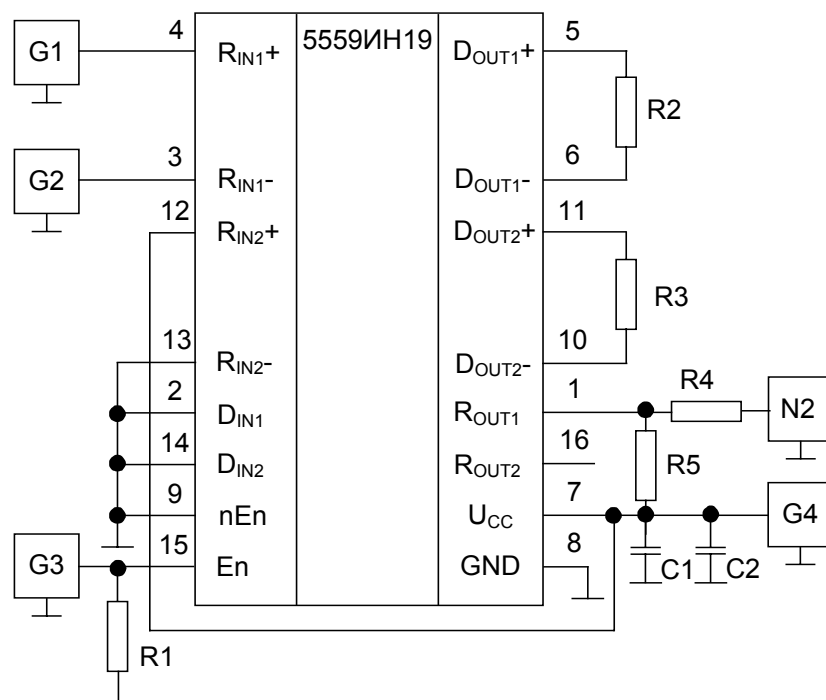 4
5559ИН19
5
G1
RIN1+
DOUT1+
R2
3
6
G2
RIN1-
DOUT1-
12
11
RIN2+
DOUT2+
R3
13
10
RIN2-
DOUT2-
2
1
R4
DIN1
ROUT1
N2
14
16
DIN2
ROUT2
R5
9
7
nEn
UCC
G4
15
8
G3
En
GND
C1
C2
R1